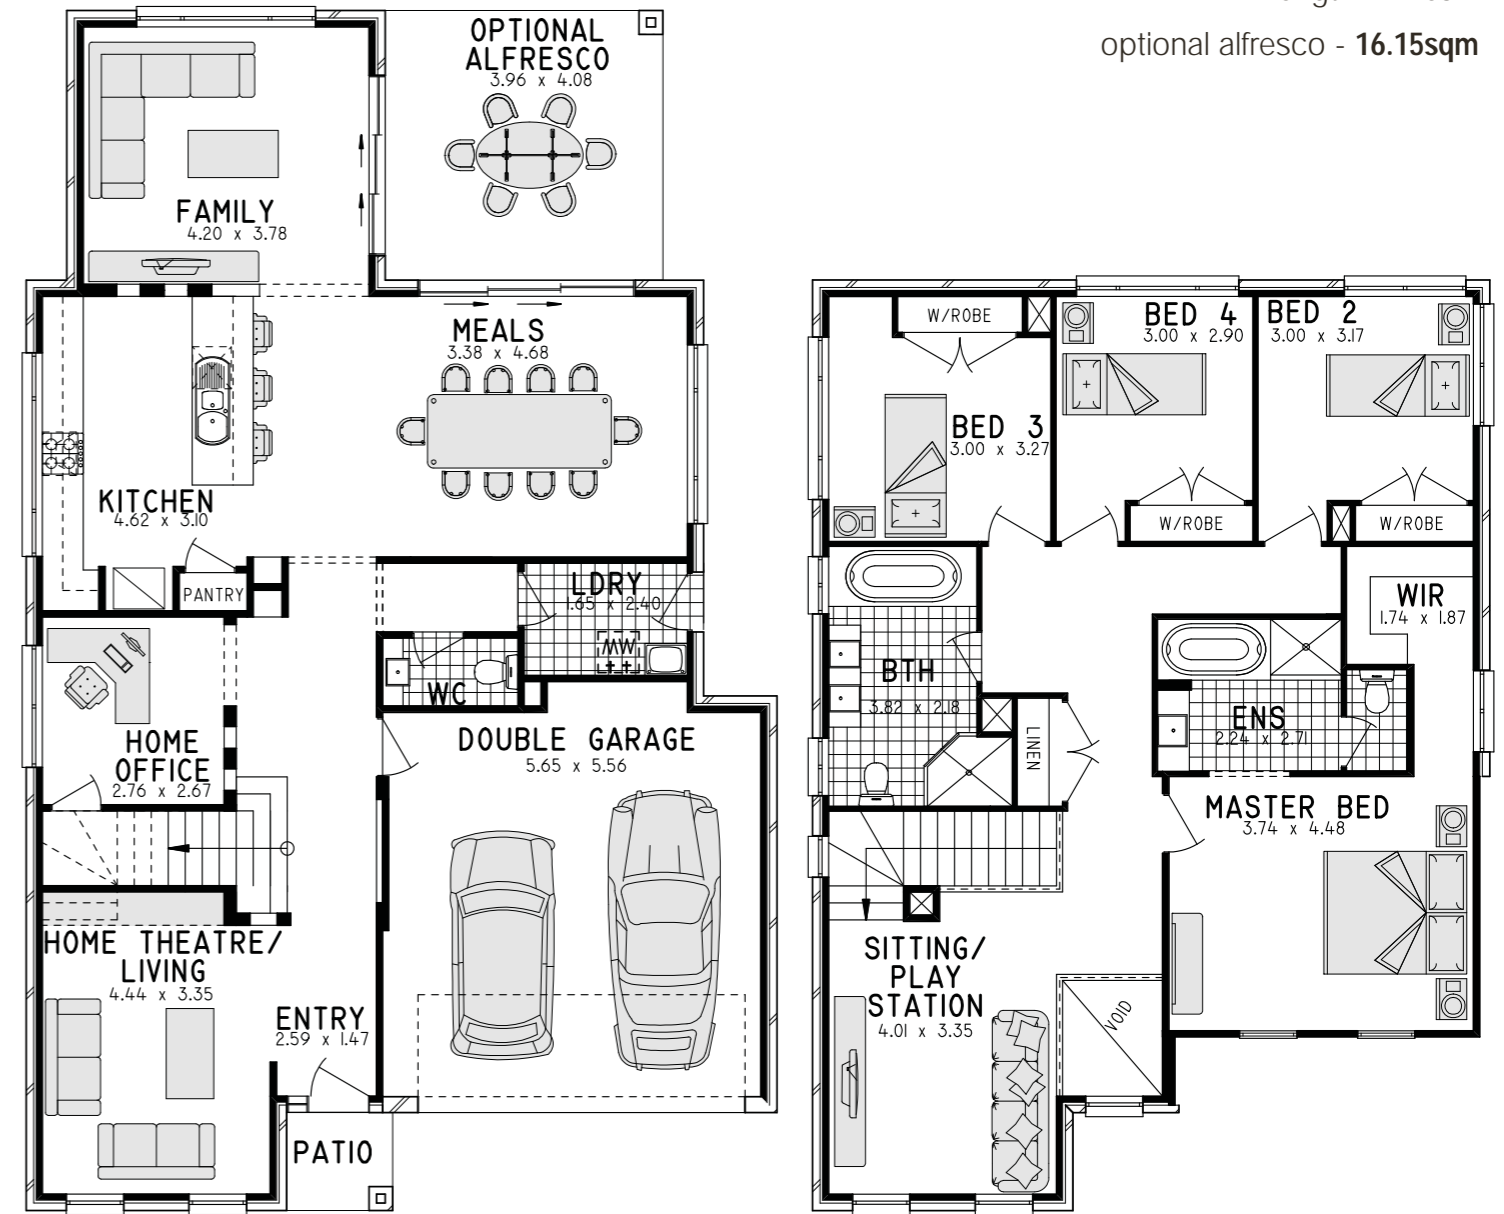 optional alfresco - 16.15sqm
OPTIONAL
ALFRESCO
3.96 x 4.08
FAMILY
4.20 x 3.78
MEALS
3.38 x 4.68
KITCHEN
4.62 x 3.10
PANTRY
LDRY
1.65 x 2.40
MW
WC
HOME
OFFICE
2.76 x 2.67
DOUBLE GARAGE
5.65 x 5.56
HOME THEATRE/
LIVING
4.44 x 3.35
ENTRY
2.59 x 1.47
PATIO
W/ROBE
BED 4
3.00 x 2.90
BED 2
3.00 x 3.17
BED 3
3.00 x 3.27
W/ROBE
W/ROBE
WIR
1.74 x 1.87
BTH
3.82 x 2.18
LINEN
ENS
2.24 x 2.71
MASTER BED
3.74 x 4.48
SITTING/
PLAY
STATION
4.01 x 3.35
VOID